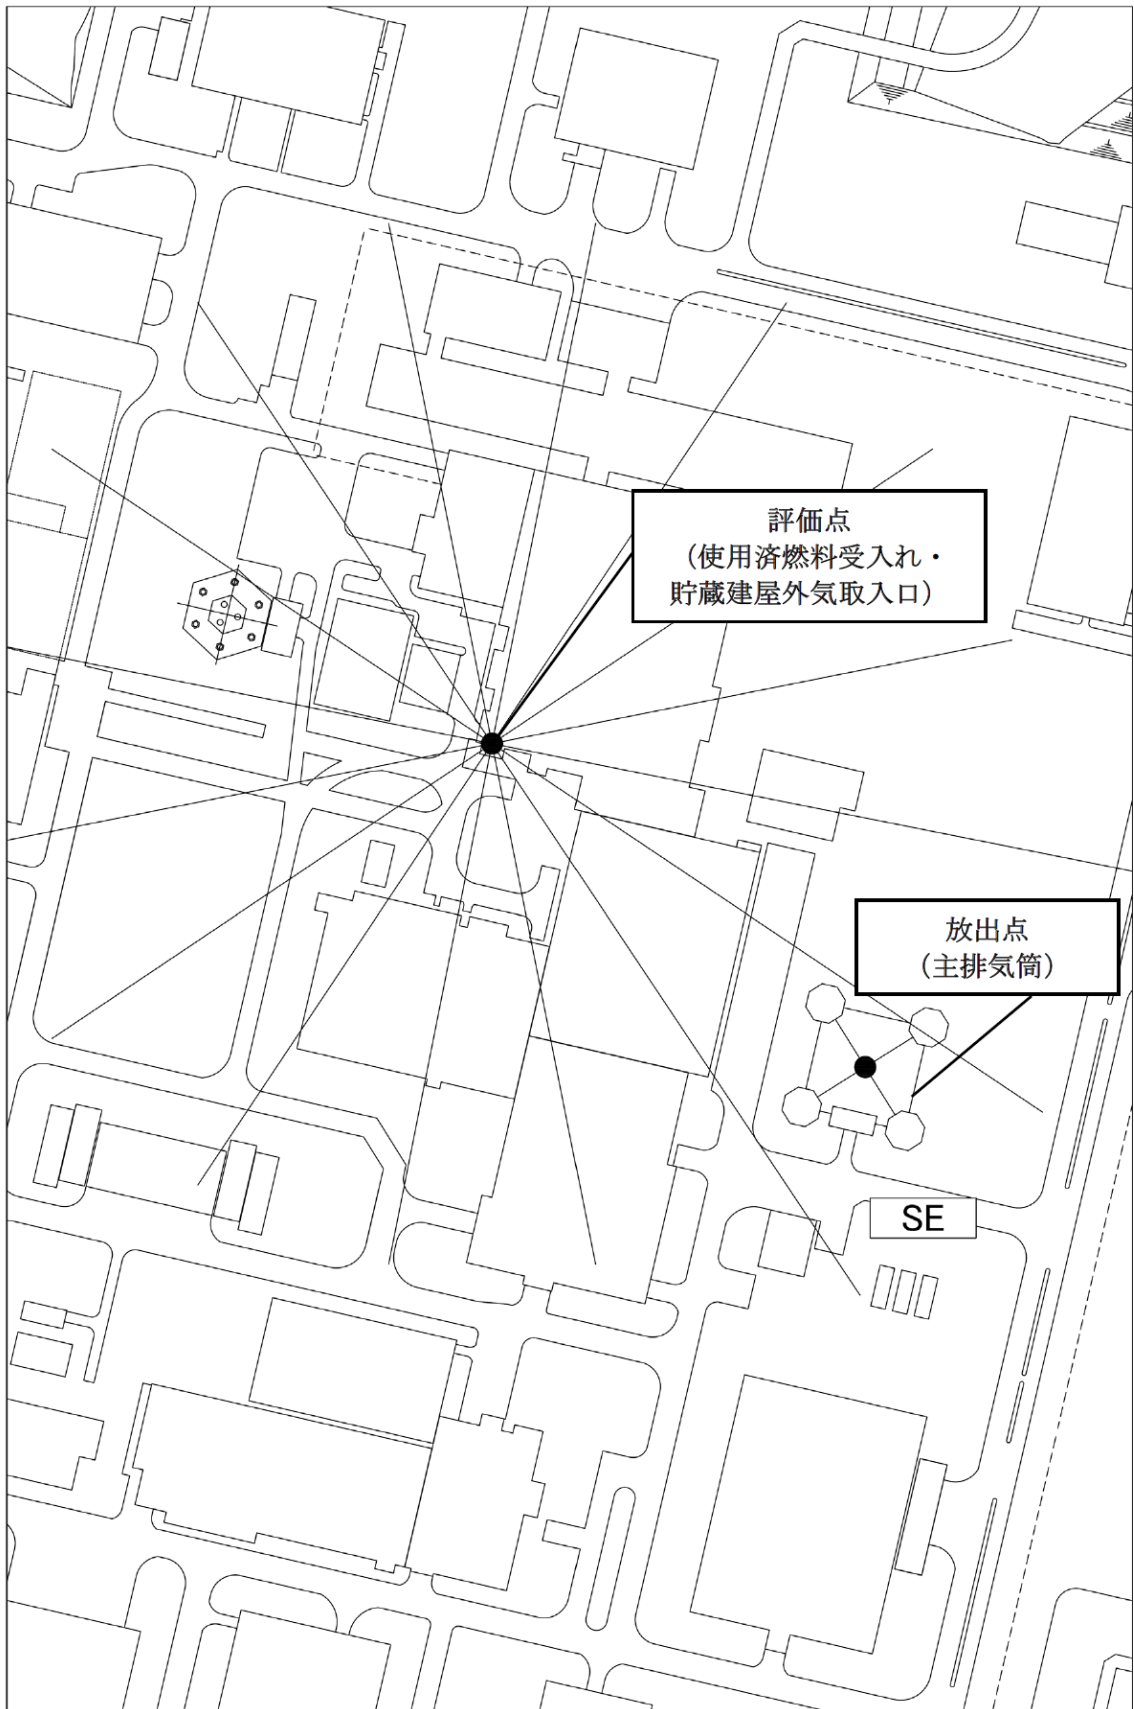 評価点
（使用済燃料受入れ・
貯蔵建屋外気取入口）
放出点
（主排気筒）
SE